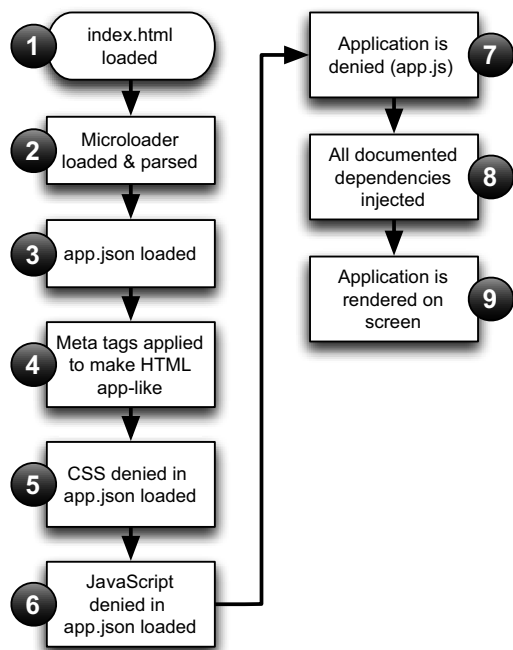 1
index.html
loaded
2
Microloader
loaded & parsed
3
app.json loaded
4
Meta tags applied
to make HTML
app-like
5
CSS denied in
app.json loaded
6
JavaScript
denied in
app.json loaded
7
Application is
denied (app.js)
8
All documented
dependencies
injected
9
Application is
rendered on
screen